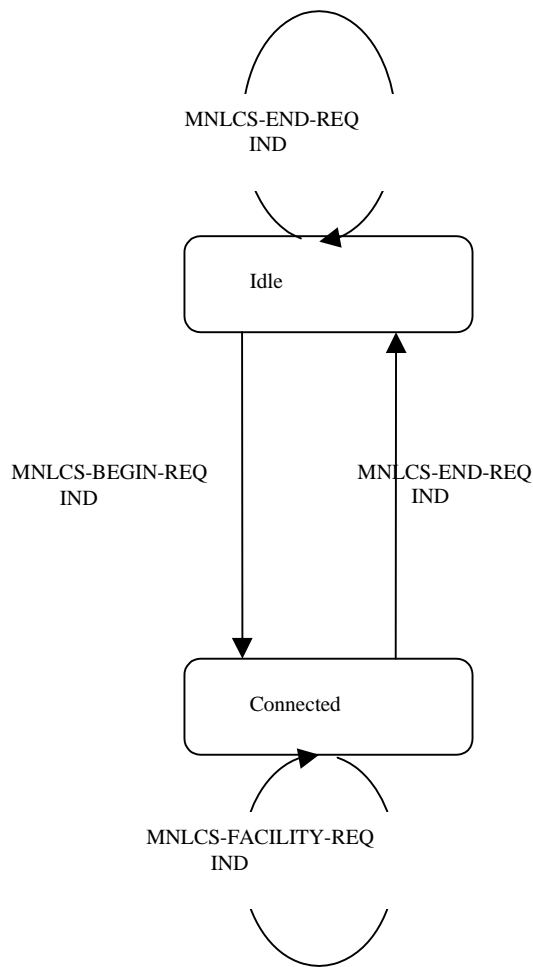 MNLCS-END-REQ
IND
Idle
MNLCS-BEGIN-REQ
IND
MNLCS-END-REQ
IND
Connected
MNLCS-FACILITY-REQ
IND